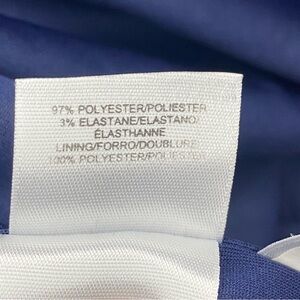 97% POLYESTER/POLIESTER
3% ELASTANE/ELASTANO/
ÉLASTHANNE
LINING/FORRO/DOUBLURE:
100% POLYESTER/POLIESTER